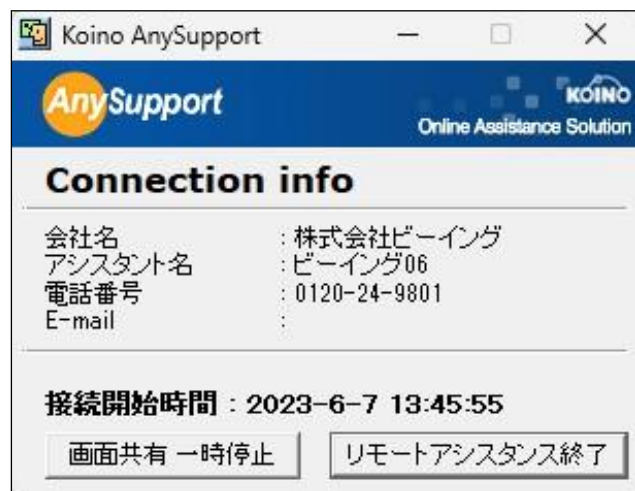 Koino AnySupport
AnySupport
KOINO
Online Assistance Solution
Connection info
会社名 : 株式会社ビーイング
アシスタント名 : ビーイング06
電話番号 : 0120-24-9801
E-mail :
接続開始時間 : 2023-6-7 13:45:55
画面共有 一時停止 リモートアシスタンス終了